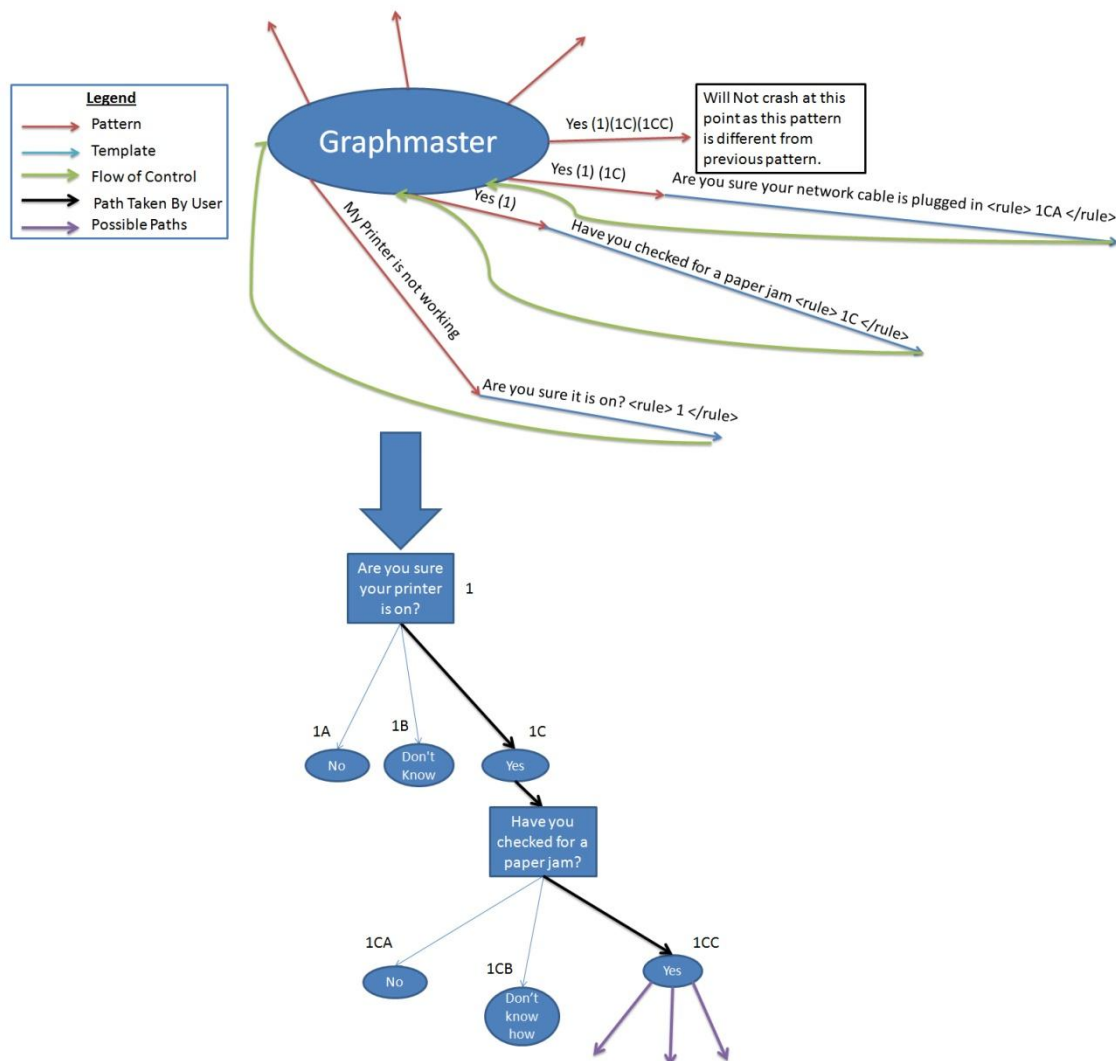 Legend
Pattern
Template
Flow of Control
Path Taken By User
Possible Paths
Graphmaster
Yes (1)(1C)(1CC)
Will Not crash at this
point as this pattern
is different from
previous pattern.
Yes (1) (1C)
Are you sure your network cable is plugged in <rule> 1CA </rule>
Yes (1)
Have you checked for a paper jam <rule> 1C </rule>
My Printer is not working
Are you sure it is on? <rule> 1 </rule>
Are you sure
your printer
is on?
1
1A
1B
1C
No
Don't
Know
Yes
Have you
checked for a
paper jam?
1CA
1CB
1CC
No
Don't
know
how
Yes